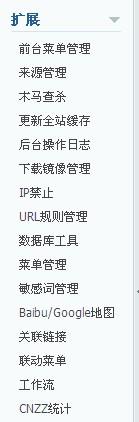 扩展
前台菜单管理
来源管理
木马查杀
更新全站缓存
后台操作日志
下载镜像管理
IP禁止
URL规则管理
数据库工具
菜单管理
敏感词管理
Baibu/Google地图
关联链接
联动菜单
工作流
CNZZ统计